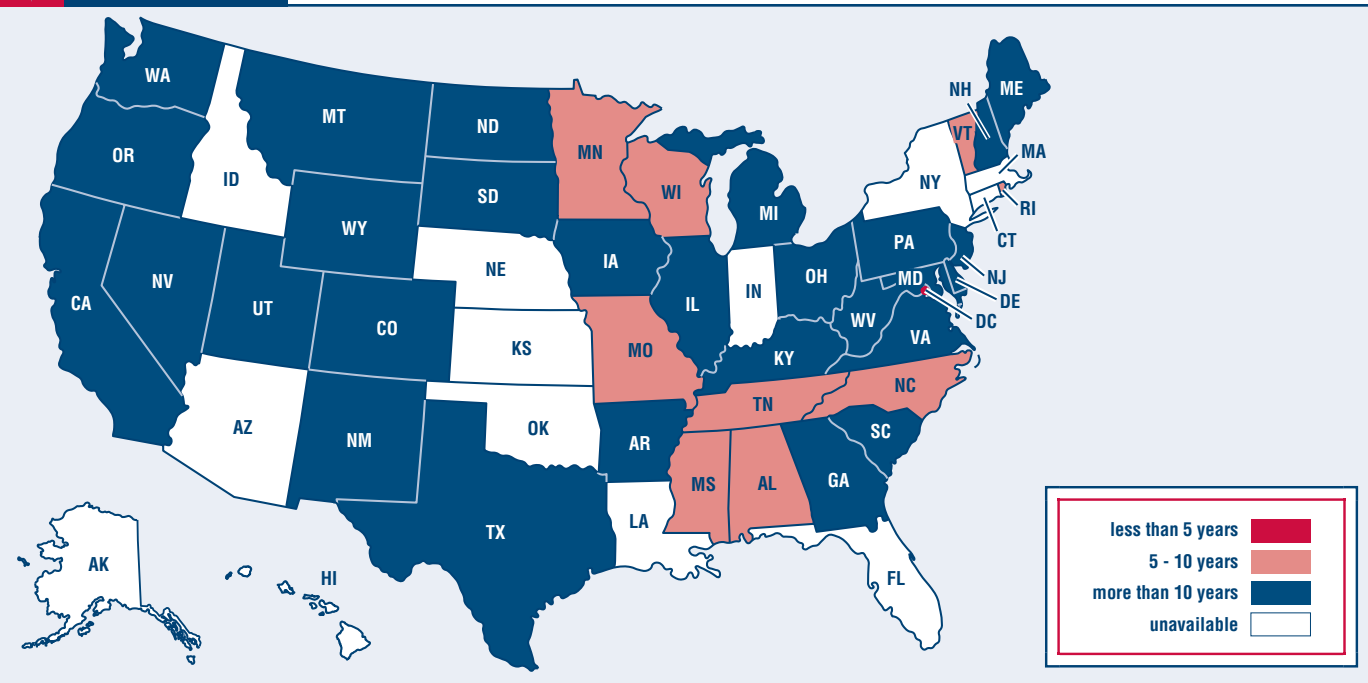 WA
MT
ND
MN
OR
ID
SD
WI
MI
NH
ME
VT
MA
NY
RI
CT
WY
NE
IA
PA
NJ
DE
DC
NV
CA
UT
CO
KS
MO
IL
IN
OH
MD
WV
VA
KY
AZ
NM
OK
AR
TN
NC
SC
MS
AL
GA
TX
LA
FL
AK
HI
less than 5 years
5 - 10 years
more than 10 years
unavailable